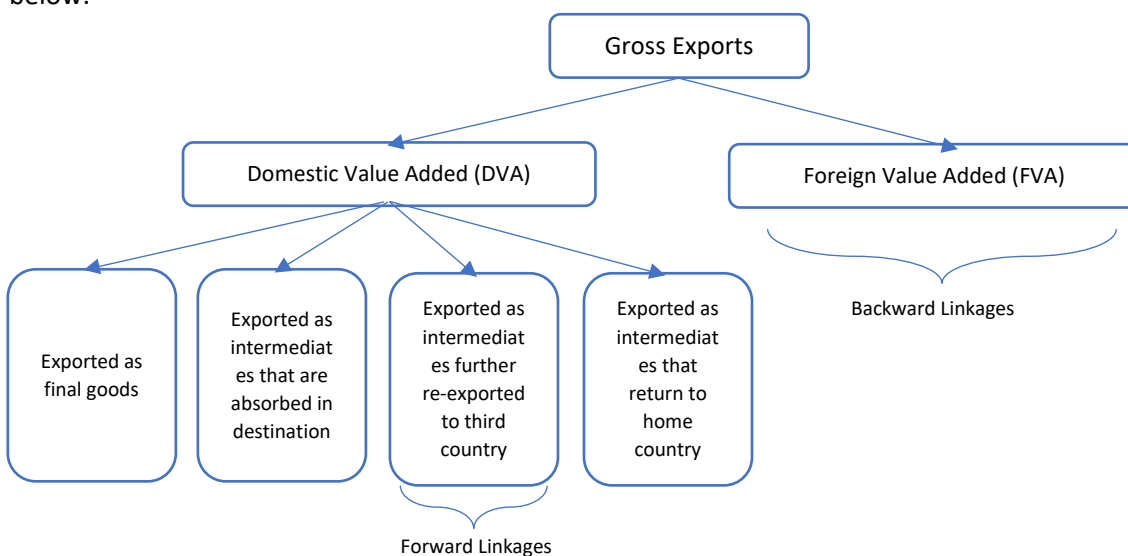 below.
Gross Exports
Domestic Value Added (DVA)
Foreign Value Added (FVA)
Exported as
final goods
Exported as
intermediat
es that are
absorbed in
destination
Exported as
intermediat
es further
re-exported
to third
country
Exported as
intermediat
es that
return to
home
country
Backward Linkages
Forward Linkages